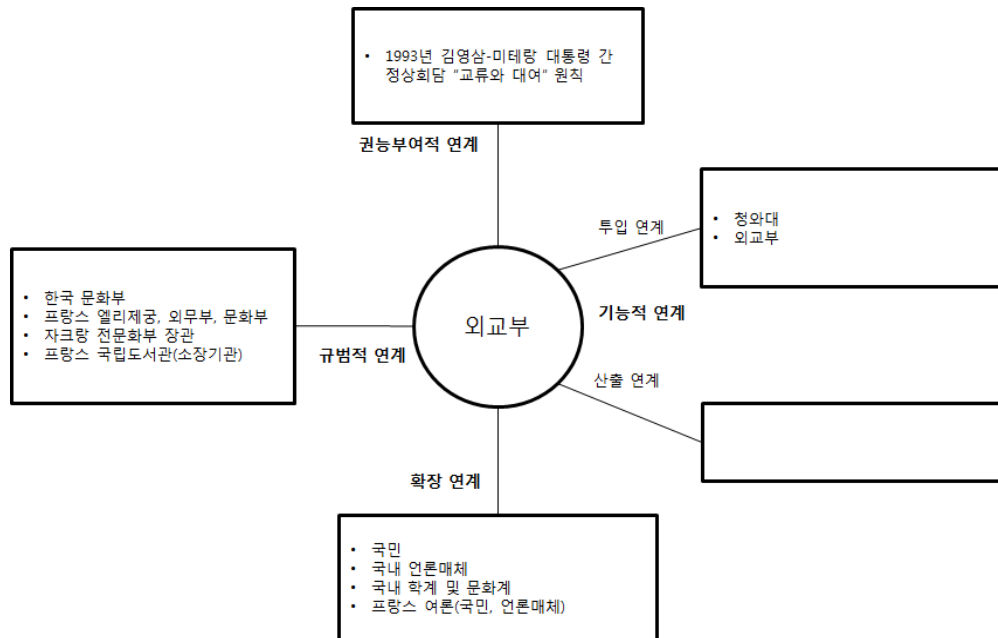 • 1993년 김영삼-미테랑 대통령 간
정상회담 "교류와 대여" 원칙
권능부여적 연계
투입 연계
• 청와대
• 외교부
• 한국 문화부
• 프랑스 엘리제궁, 외무부, 문화부
• 자크랑 전문화부 장관
• 프랑스 국립도서관(소장기관)
규범적 연계
외교부
기능적 연계
산출 연계
확장 연계
• 국민
• 국내 언론매체
• 국내 학계 및 문화계
• 프랑스 여론(국민, 언론매체)